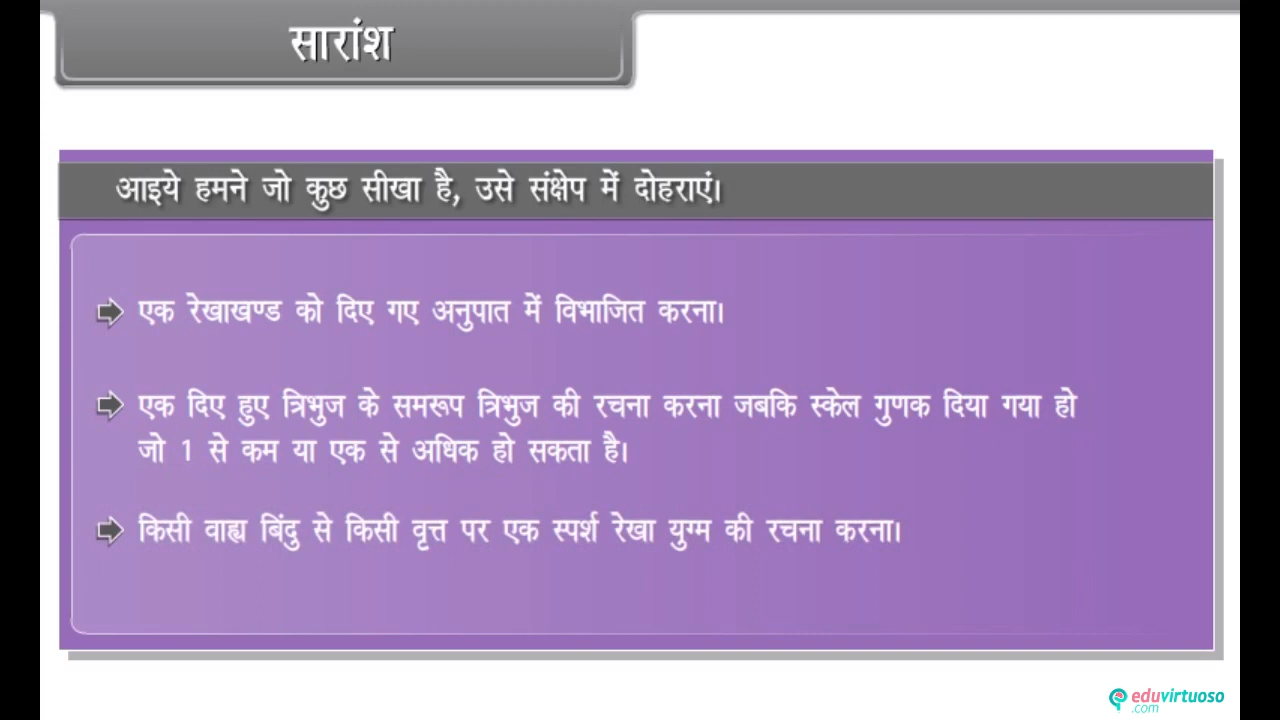 सारांश
आइये हमने जो कुछ सीखा है, उसे संक्षेप में दोहराएं।
एक रेखाखण्ड को दिए गए अनुपात में विभाजित करना।
एक दिए हुए त्रिभुज के समरूप त्रिभुज की रचना करना जबकि स्केल गुणक दिया गया हो
जो 1 से कम या एक से अधिक हो सकता है।
किसी वाह्य बिंदु से किसी वृत्त पर एक स्पर्श रेखा युग्म की रचना करना।
eduvirtuoso
.com